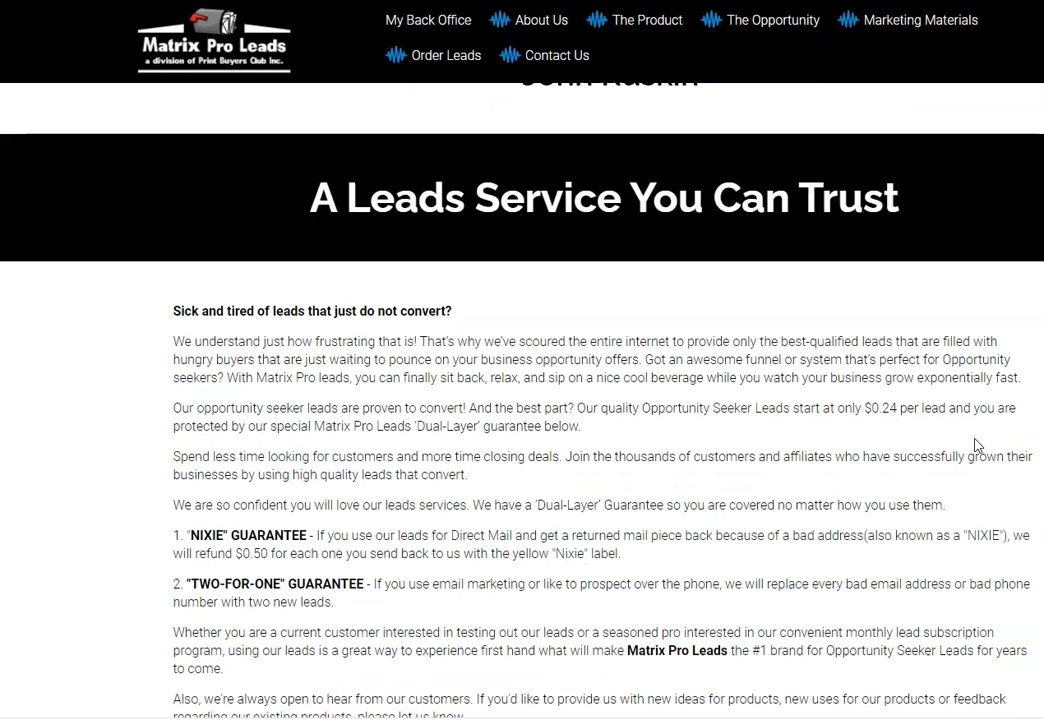 My Back Office About Us The Product The Opportunity Marketing Materials
Matrix Pro Leads
a division of Print Buyers Club Inc.
Order Leads Contact Us
John Ruskin
A Leads Service You Can Trust
Sick and tired of leads that just do not convert?
We understand just how frustrating that is! That's why we've scoured the entire internet to provide only the best-qualified leads that are filled with
hungry buyers that are just waiting to pounce on your business opportunity offers. Got an awesome funnel or system that's perfect for Opportunity
seekers? With Matrix Pro leads, you can finally sit back, relax, and sip on a nice cool beverage while you watch your business grow exponentially fast.
Our opportunity seeker leads are proven to convert! And the best part? Our quality Opportunity Seeker Leads start at only $0.24 per lead and you are
protected by our special Matrix Pro Leads 'Dual-Layer' guarantee below.
Spend less time looking for customers and more time closing deals. Join the thousands of customers and affiliates who have successfully grown their
businesses by using high quality leads that convert.
We are so confident you will love our leads services. We have a 'Dual-Layer' Guarantee so you are covered no matter how you use them.
1. "NIXIE" GUARANTEE - If you use our leads for Direct Mail and get a returned mail piece back because of a bad address(also known as a "NIXIE"), we
will refund $0.50 for each one you send back to us with the yellow "Nixie" label.
2. "TWO-FOR-ONE" GUARANTEE - If you use email marketing or like to prospect over the phone, we will replace every bad email address or bad phone
number with two new leads.
Whether you are a current customer interested in testing out our leads or a seasoned pro interested in our convenient monthly lead subscription
program, using our leads is a great way to experience first hand what will make Matrix Pro Leads the #1 brand for Opportunity Seeker Leads for years
to come.
Also, we're always open to hear from our customers. If you'd like to provide us with new ideas for products, new uses for our products or feedback
regarding our existing products, please let us know.